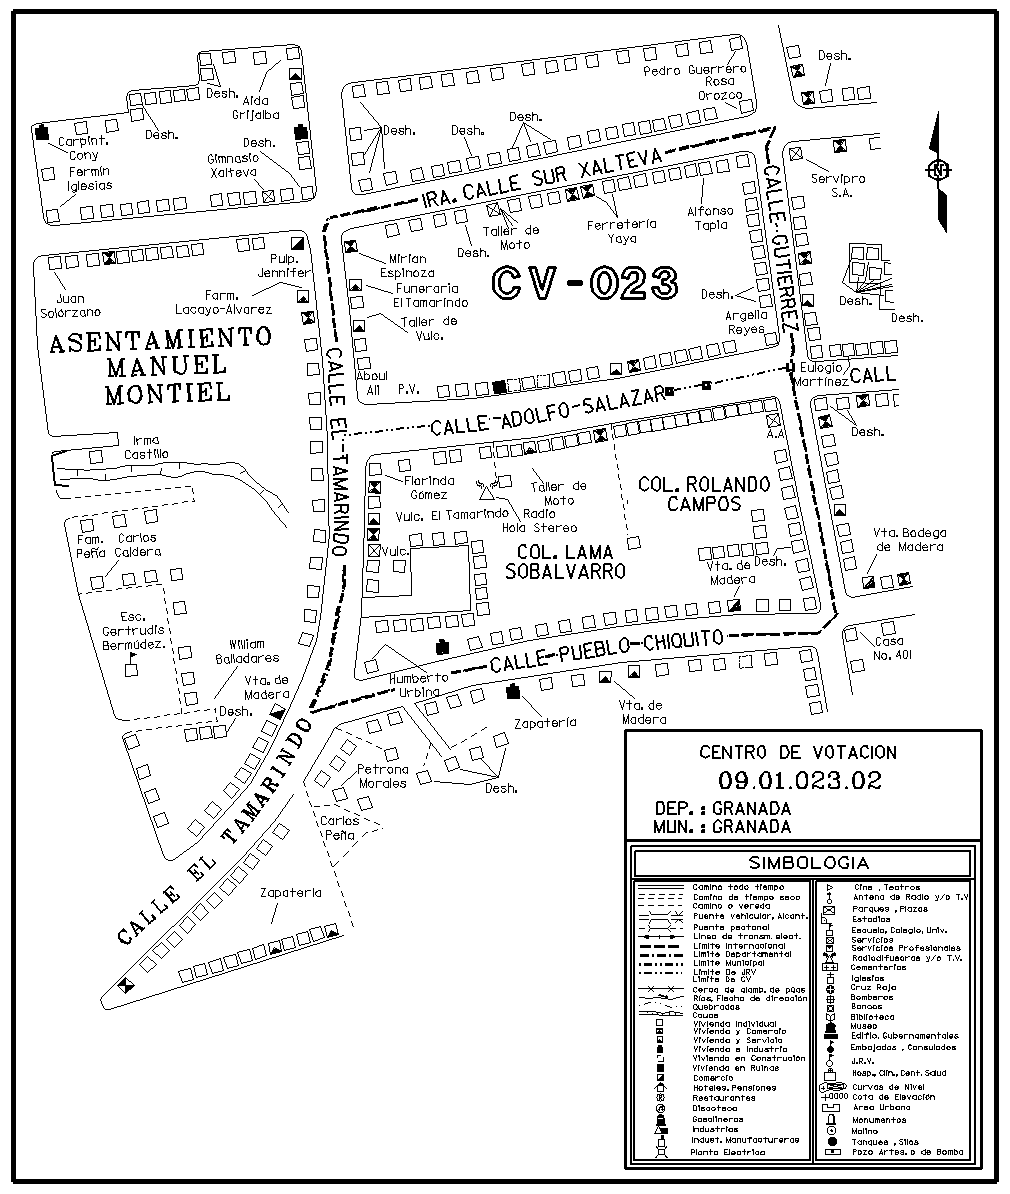 Desh.
Aida
Grijalba
Desh.
Carpint.
Cony
Fermín
Iglesias
Desh.
Gimnasio
Xalteva
Pedro Guerrero
Rosa
Orozco
Desh.
Desh.
Desh.
Desh.
Servipro
S.A.
N
IRA. CALLE SUR XALTEVA
CALLE GUTIERREZ
Taller de
Moto
Desh.
Ferretería
Yaya
Alfonso
Tapia
Mirian
Espinoza
Funeraria
El Tamarindo
Taller de
Vulc.
CV-023
Desh.
Argella
Reyes
Desh.
Desh.
Juan
Solórzano
Pulp.
Jennifer
Farm.
Lacayo-Alvarez
ASENTAMIENTO
MANUEL
MONTIEL
Aboul
All
P.V.
CALLE EL TAMARINDO
CALLE ADOLFO SALAZAR
Eulogio
Martínez
CALL
Desh.
A.A
Irma
Castillo
Florinda
Gómez
Vulc. El Tamarindo
Vulc.
Taller de
Moto
Radio
Hola Stereo
COL. ROLANDO
CAMPOS
COL. LAMA
SOBALVARRO
Vta. de
Madera
Desh.
Vta. Bodega
de Madera
Fam. Carlos
Peña Caldera
Esc.
Gertrudis
Bermúdez.
William
Balladares
Vta. de
Madera
Desh.
CALLE PUEBLO CHIQUITO
Casa
No. 401
Humberto
Urbina
Zapatería
Vta. de
Madera
Petrona
Morales
Desh.
Carlos
Peña
CALLE EL TAMARINDO
Zapatería
CENTRO DE VOTACION
09.01.023.02
DEP. : GRANADA
MUN. : GRANADA
SIMBOLOGIA
Camino todo tiempo
Camino de tiempo seco
Camino o vereda
Puente vehicular, Alcant.
Puente peatonal
Linea de transm. elect.
Limite Internacional
Limite Departamental
Limite Municipal
Limite De JRV
Limite De CV
Cerca de alamb. de púas
Ríos, Flecha de dirección
Quebradas
Cauce
Vivienda Individual
Vivienda y Comercio
Vivienda y Servicio
Vivienda e Industria
Vivienda en Construción
Vivienda en Ruinas
Comercio
Hoteles, Pensiones
Restaurantes
Discoteca
Gasolineras
Industrias
Indust. Manufactureras
Planta Electrica
Cine , Teatros
Antena de Radio y/o T.V
Parques , Plazas
Estadios
Escuela, Colegio, Univ.
Servicios
Servicios Profesionales
Radiodifusoras y/o T.V.
Cementerios
Iglesias
Cruz Roja
Bomberos
Bancos
Biblioteca
Museo
Edific. Gubernamentales
Embajadas , Consulados
J.R.V.
Hosp., Clin., Cent. Salud
Curvas de Nivel
+0000 Cota de Elevación
Area Urbana
Monumentos
Molino
Tanques , Silos
Pozo Artes. o de Bomba